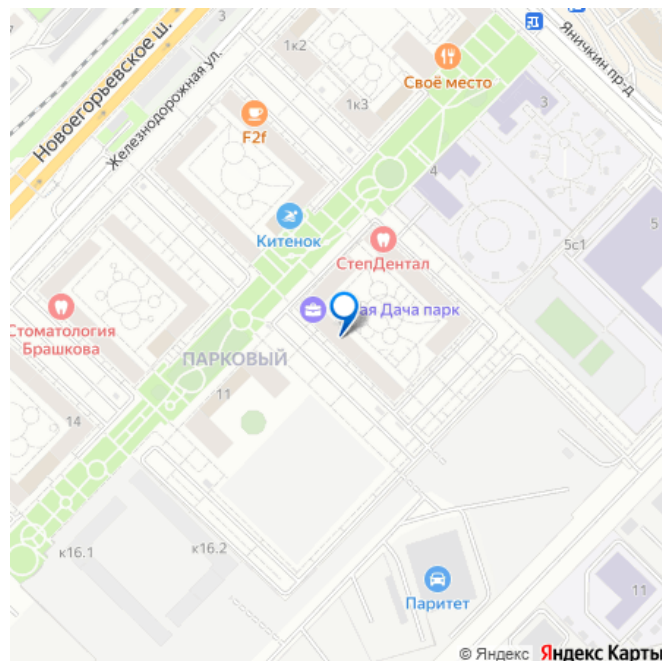 Яничкин пр-д
1к2
Своё место
Новоегорьевское ш.
Железнодорожная ул.
1к3
3
F2f
4
Китенок
5
5с1
СтепДентал
ая Дача парк
Стоматология
Брашкова
ПАРКОВЫЙ
11
14
к16.1
к16.2
Паритет
11
© Яндекс Яндекс Карты